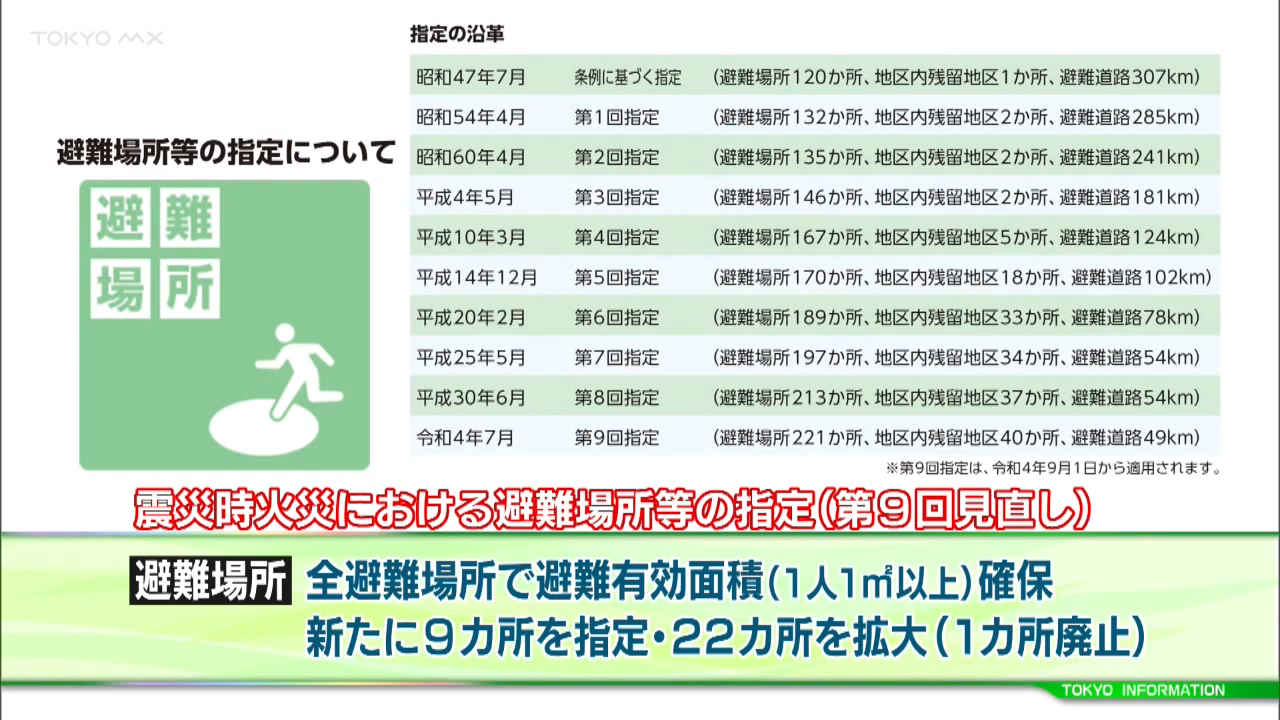 TOKYO MX
指定の沿革
昭和47年7月 条例に基づく指定 (避難場所120か所、地区内残留地区1か所、避難道路307km)
昭和54年4月 第1回指定 (避難場所132か所、地区内残留地区2か所、避難道路285km)
昭和60年4月 第2回指定 (避難場所135か所、地区内残留地区2か所、避難道路241km)
平成4年5月 第3回指定 (避難場所146か所、地区内残留地区2か所、避難道路181km)
平成10年3月 第4回指定 (避難場所167か所、地区内残留地区5か所、避難道路124km)
平成14年12月 第5回指定 (避難場所170か所、地区内残留地区18か所、避難道路102km)
平成20年2月 第6回指定 (避難場所189か所、地区内残留地区33か所、避難道路78km)
平成25年5月 第7回指定 (避難場所197か所、地区内残留地区34か所、避難道路54km)
平成30年6月 第8回指定 (避難場所213か所、地区内残留地区37か所、避難道路54km)
令和4年7月 第9回指定 (避難場所221か所、地区内残留地区40か所、避難道路49km)
※第9回指定は、令和4年9月1日から適用されます。
避難場所等の指定について
避難
場所
震災時火災における避難場所等の指定(第９回見直し)
避難場所 全避難場所で避難有効面積(1人1㎡以上)確保
新たに９カ所を指定・２２カ所を拡大(1カ所廃止)
TOKYO INFORMATION